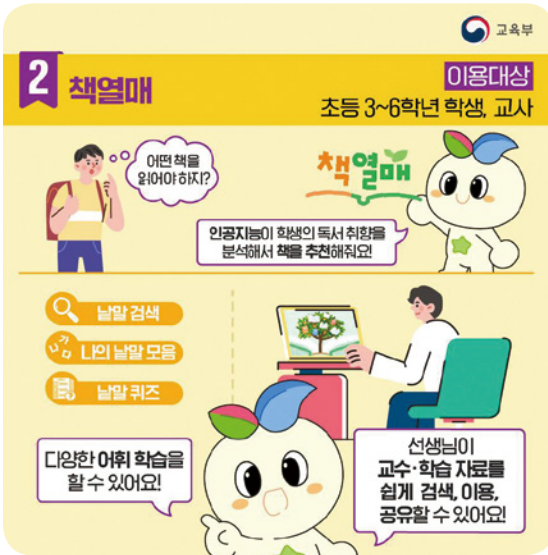 교육부
2 책열매
이용대상
초등 3~6학년 학생, 교사
어떤 책을
읽어야 하지?
책열매
인공지능이 학생의 독서 취향을
분석해서 책을 추천해줘요!
낱말 검색
나의 낱말 모음
낱말 퀴즈
다양한 어휘 학습을
할 수 있어요!
선생님이
교수·학습 자료를
쉽게 검색, 이용,
공유할 수 있어요!